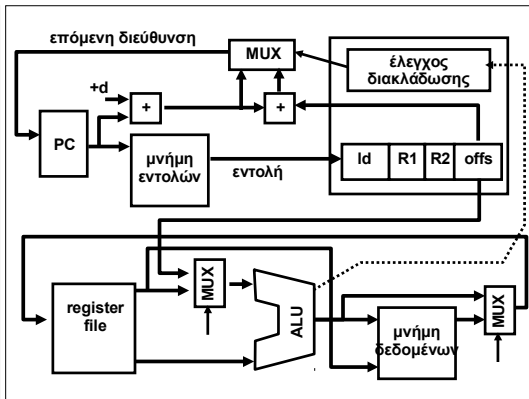 επόμενη διεύθυνση
MUX
έλεγχος
διακλάδωσης
+d
+
+
PC
μνήμη
εντολών
εντολή
ld R1 R2 offs
MUX
ALU
register
file
μνήμη
δεδομένων
MUX